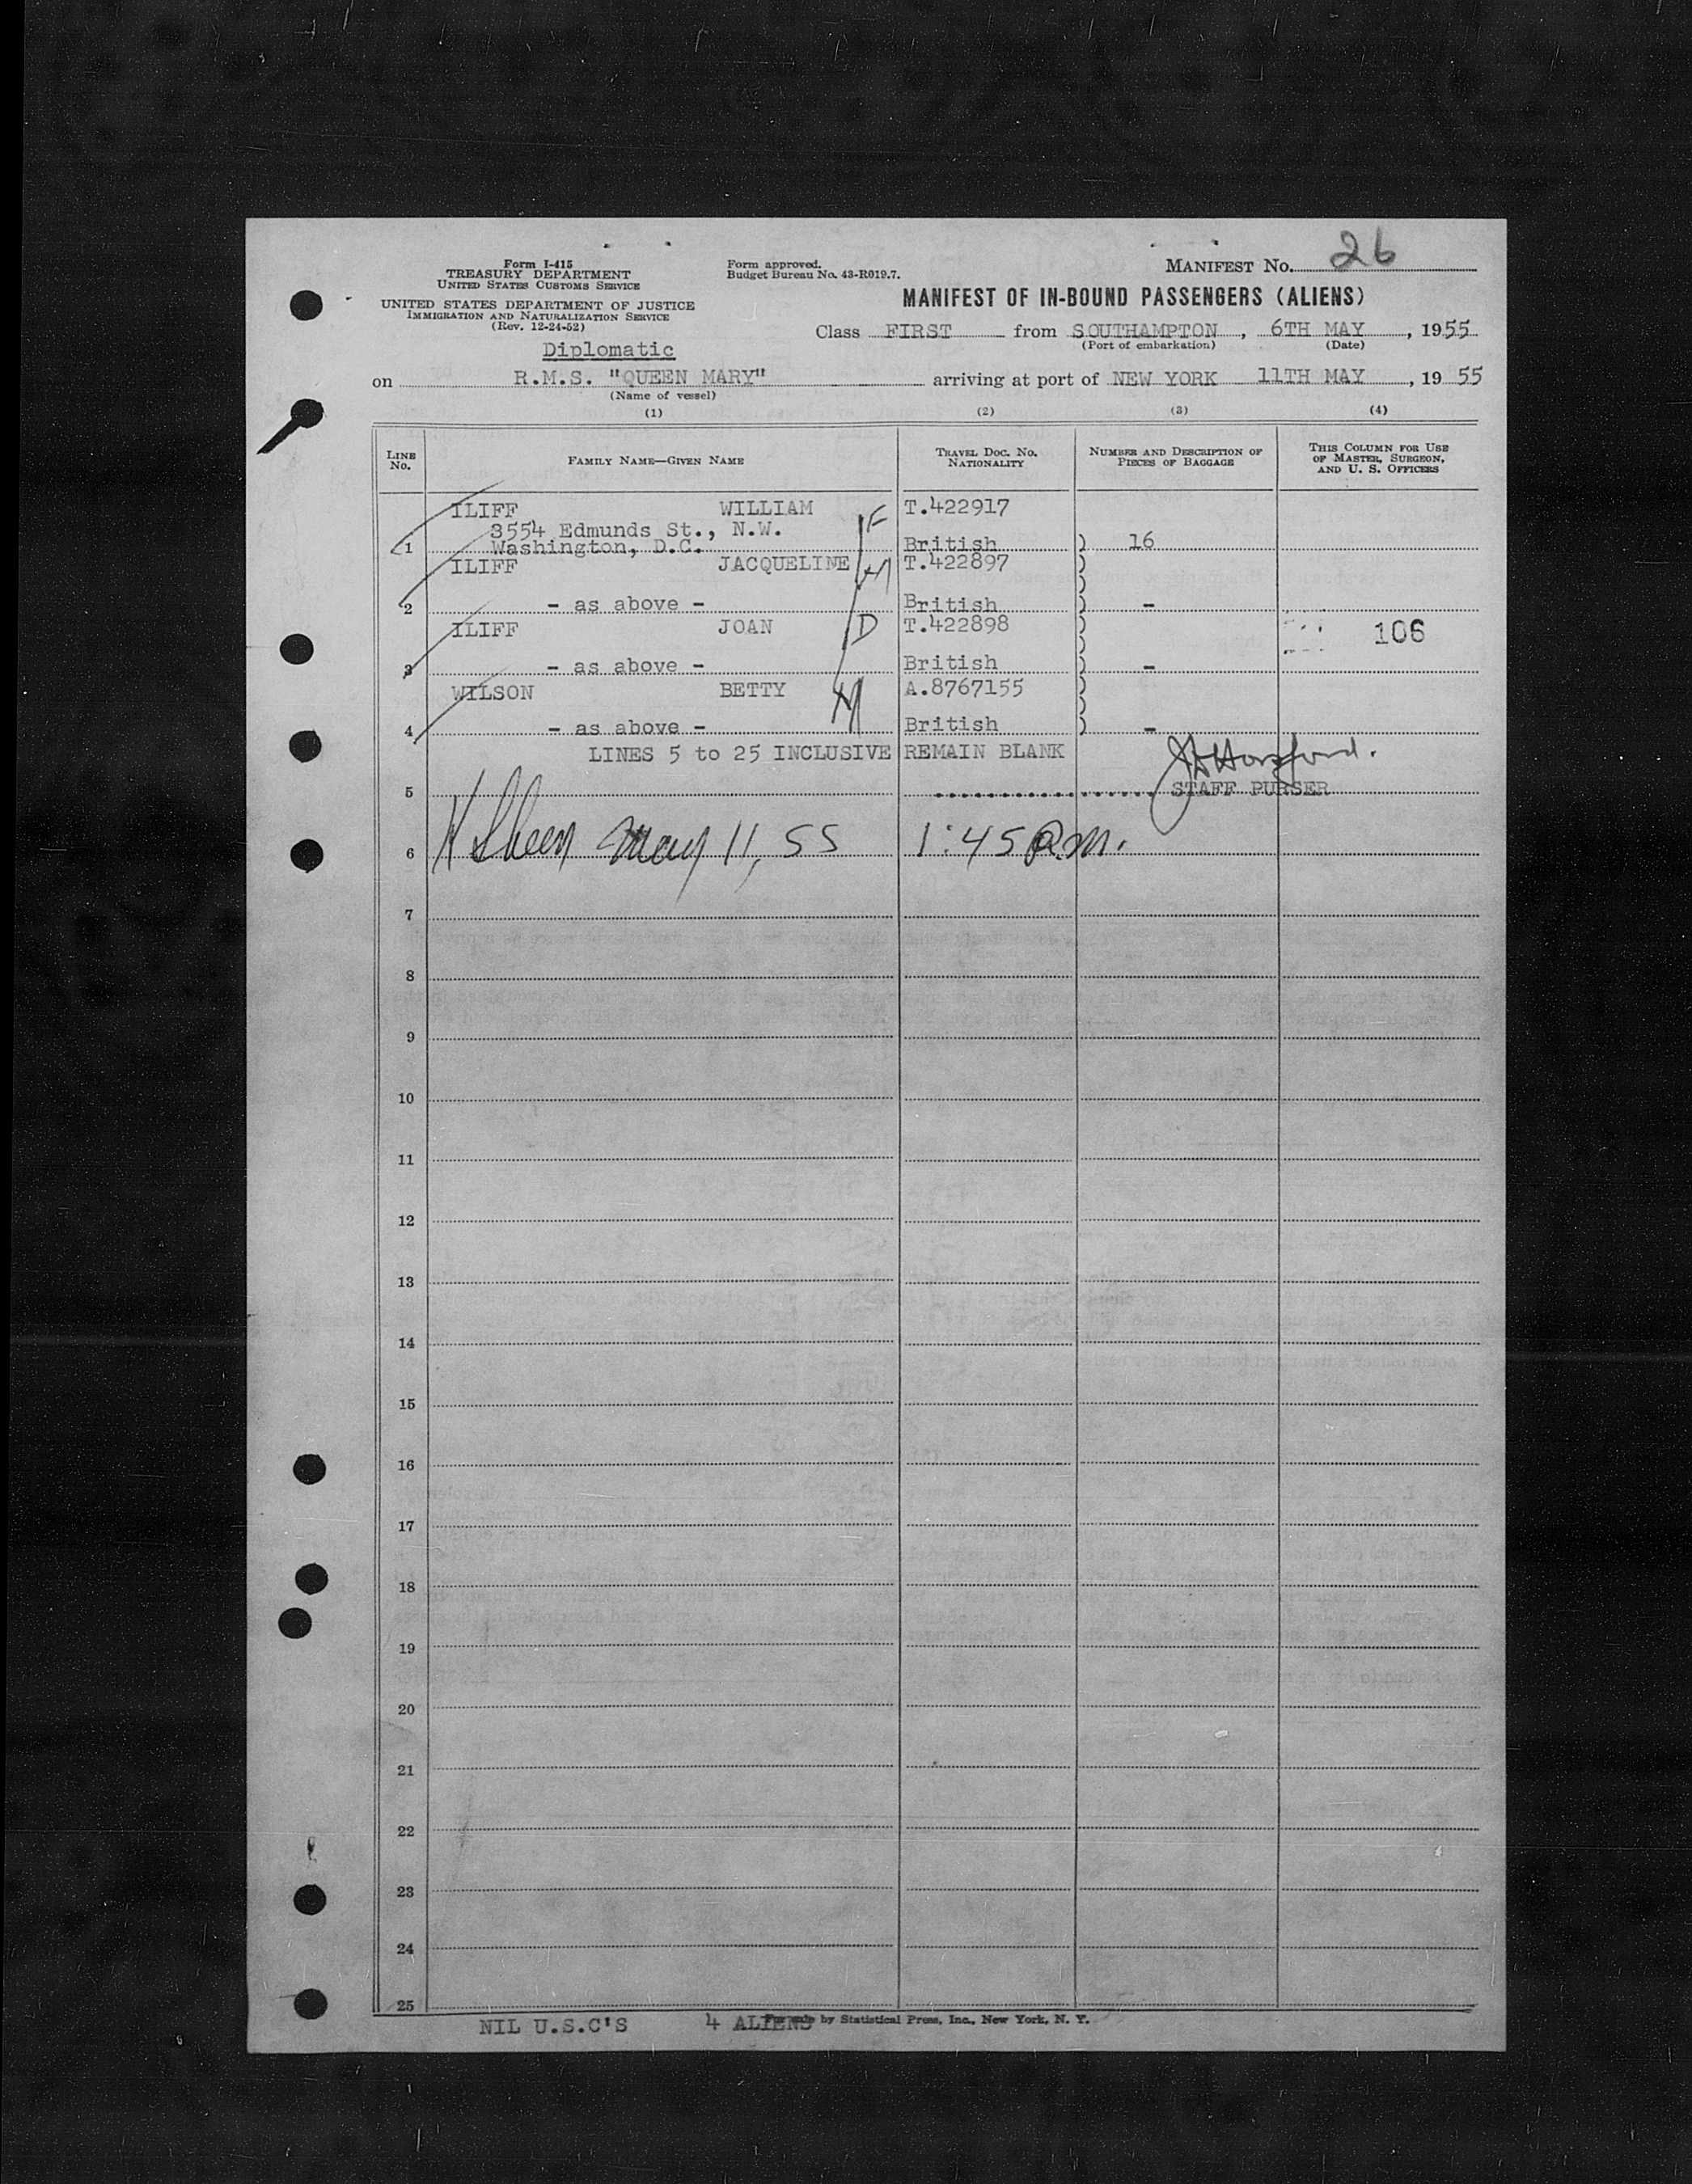 Form I-415
TREASURY DEPARTMENT
UNITED STATES CUSTOMS SERVICE
UNITED STATES DEPARTMENT OF JUSTICE
IMMIGRATION AND NATURALIZATION SERVICE
(Rev. 12-24-52)
Form approved.
Budget Bureau No. 43-R019.7.
MANIFEST NO. 26
MANIFEST OF IN-BOUND PASSENGERS (ALIENS)
Class FIRST from SOUTHAMPTON, 6TH MAY, 1955
(Port of embarkation) (Date)
Diplomatic
on R.M.S. "QUEEN MARY" arriving at port of NEW YORK 11TH MAY, 19 55
(Name of vessel)
(1) (2) (3) (4)
LINE No. FAMILY NAME—GIVEN NAME TRAVEL DOC. NO. NATIONALITY NUMBER AND DESCRIPTION OF PIECES OF BAGGAGE THIS COLUMN FOR USE OF MASTER, SURGEON, AND U. S. OFFICERS
ILIFF WILLIAM F T.422917
3554 Edmunds St., N.W.
1 Washington, D.C. British ) 16
ILIFF JACQUELINE M T.422897
2 - as above - British ) -
ILIFF JOAN D T.422898 106
3 - as above - British ) -
WILSON BETTY M A.8767155
4 - as above - British ) -
LINES 5 to 25 INCLUSIVE REMAIN BLANK
5 STAFF PURSER
6 May 11, 55 1:45 P.M.
7
8
9
10
11
12
13
14
15
16
17
18
19
20
21
22
23
24
25
NIL U.S.C'S 4 ALIENS by Statistical Press, Inc., New York, N. Y.